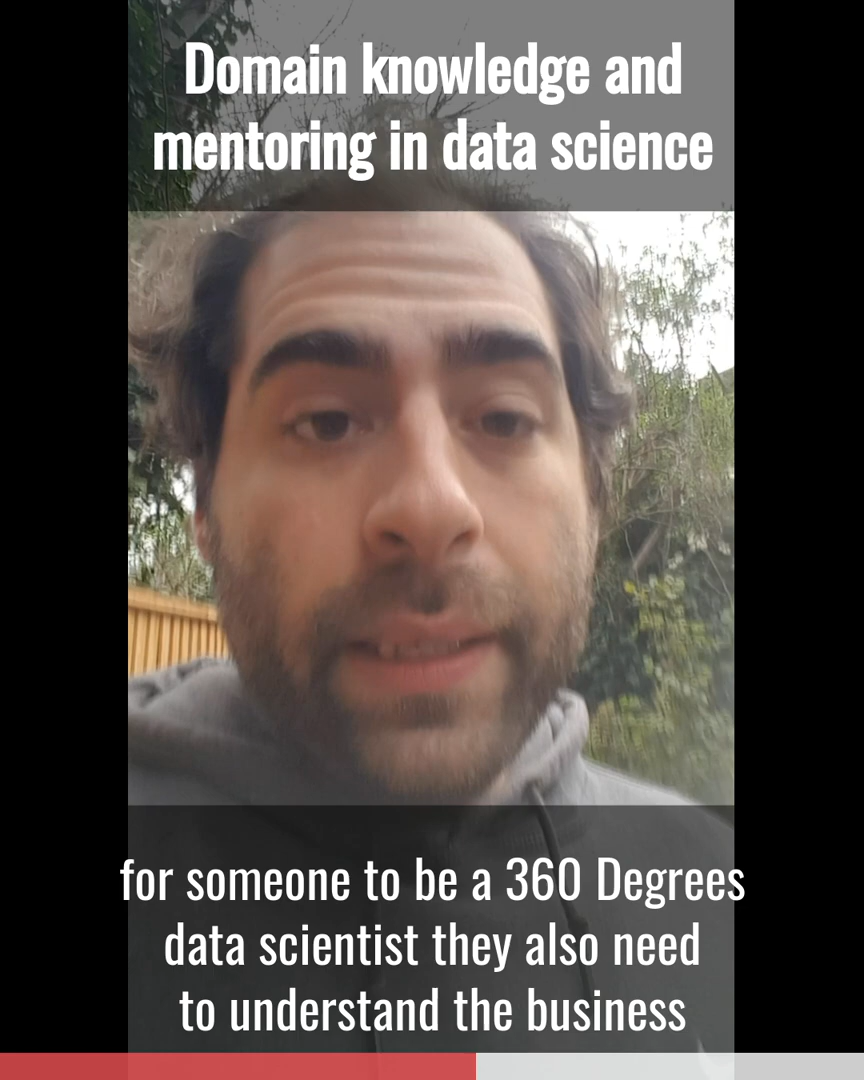 Domain knowledge and
mentoring in data science
for someone to be a 360 Degrees
data scientist they also need
to understand the business